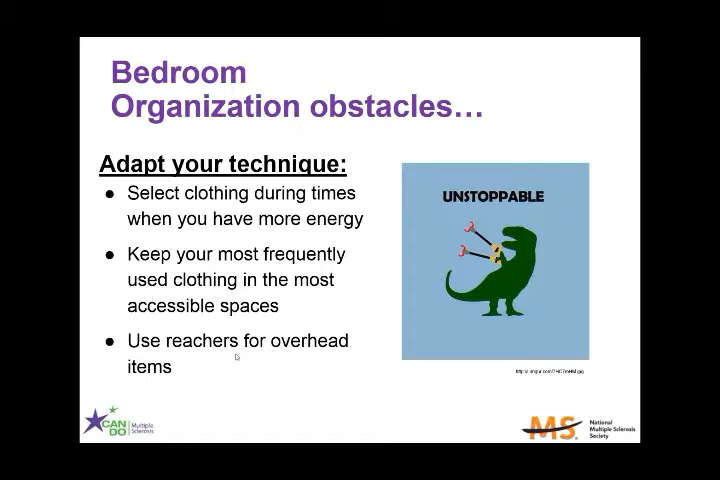 Bedroom
Organization obstacles…
Adapt your technique:
● Select clothing during times
when you have more energy
● Keep your most frequently
used clothing in the most
accessible spaces
● Use reachers for overhead
items
UNSTOPPABLE
CAN
DO
Multiple
Sclerosis
MS
National
Multiple Sclerosis
Society